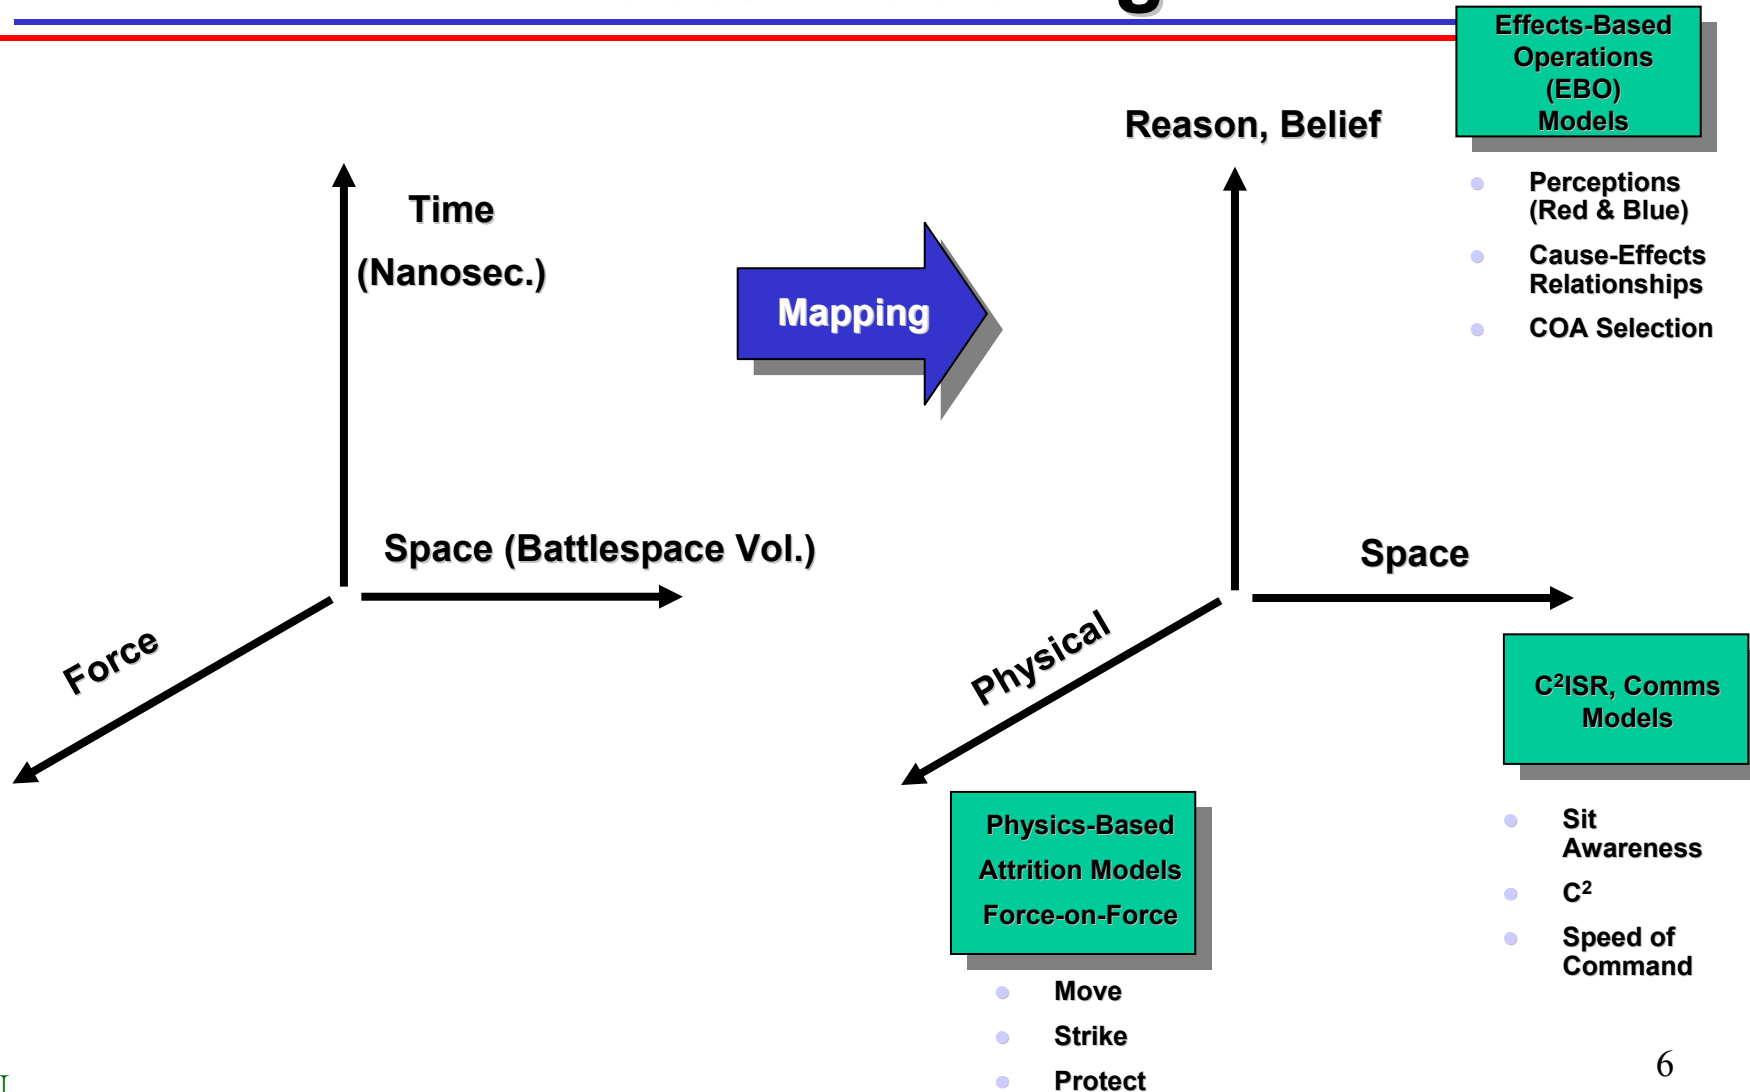 Effects-Based
Operations
(EBO)
Models
Reason, Belief
Perceptions
(Red & Blue)
Cause-Effects
Relationships
COA Selection
Time
(Nanosec.)
Mapping
Space (Battlespace Vol.)
Space
Force
Physical
C²ISR, Comms
Models
Sit
Awareness
C²
Speed of
Command
Physics-Based
Attrition Models
Force-on-Force
Move
Strike
Protect
6